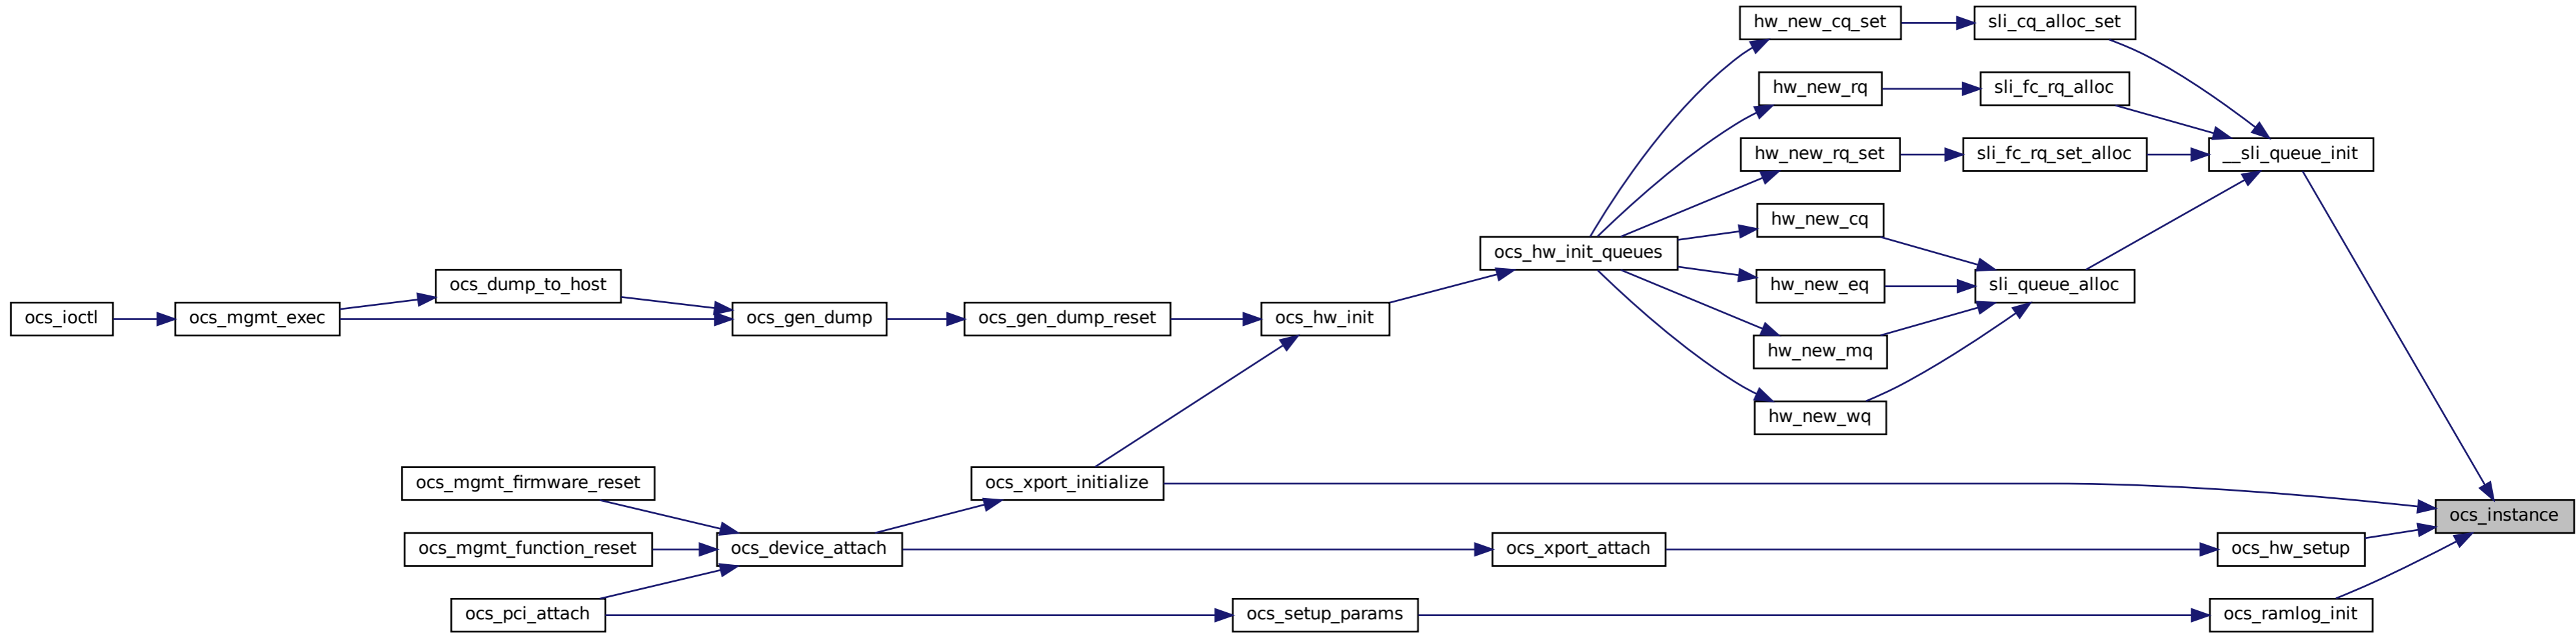 hw_new_cq_set
sli_cq_alloc_set
hw_new_rq
sli_fc_rq_alloc
hw_new_rq_set
sli_fc_rq_set_alloc
__sli_queue_init
hw_new_cq
ocs_hw_init_queues
ocs_dump_to_host
hw_new_eq
sli_queue_alloc
ocs_ioctl
ocs_mgmt_exec
ocs_gen_dump
ocs_gen_dump_reset
ocs_hw_init
hw_new_mq
hw_new_wq
ocs_mgmt_firmware_reset
ocs_xport_initialize
ocs_instance
ocs_mgmt_function_reset
ocs_device_attach
ocs_xport_attach
ocs_hw_setup
ocs_pci_attach
ocs_setup_params
ocs_ramlog_init